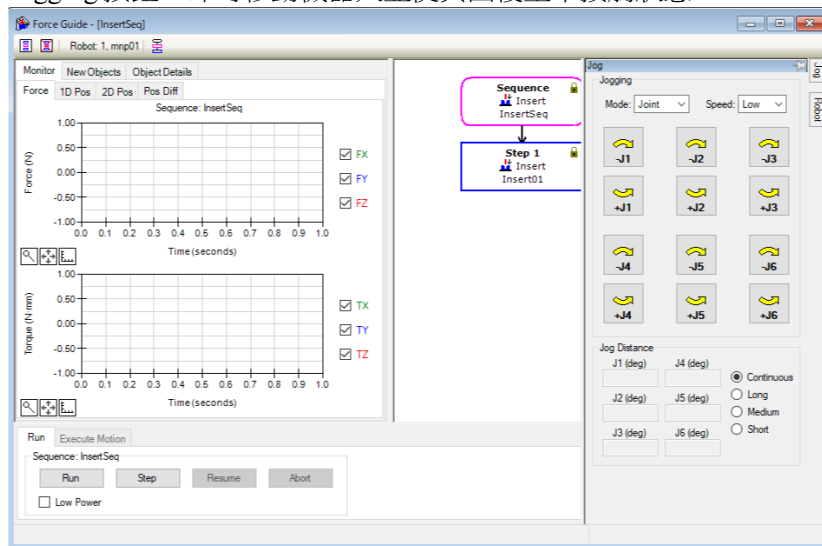 Force Guide - [InsertSeq]
Robot: 1, mnp01
Monitor New Objects Object Details
Force 1D Pos 2D Pos Pos Diff
Sequence: InsertSeq
Force (N)
1.00
0.50
0.00
-0.50
-1.00
0.0 0.1 0.2 0.3 0.4 0.5 0.6 0.7 0.8 0.9 1.0
Time (seconds)
FX
FY
FZ
Torque (N·mm)
1.00
0.50
0.00
-0.50
-1.00
0.0 0.1 0.2 0.3 0.4 0.5 0.6 0.7 0.8 0.9 1.0
Time (seconds)
TX
TY
TZ
Run Execute Motion
Sequence: InsertSeq
Run Step Resume Abort
Low Power
Sequence
Insert
InsertSeq
Step 1
Insert
Insert01
Jog
Jogging
Mode: Joint Speed: Low
-J1 -J2 -J3
+J1 +J2 +J3
-J4 -J5 -J6
+J4 +J5 +J6
Jog Distance
J1 (deg) J4 (deg)
J2 (deg) J5 (deg)
J3 (deg) J6 (deg)
Continuous
Long
Medium
Short
Jog
Robot